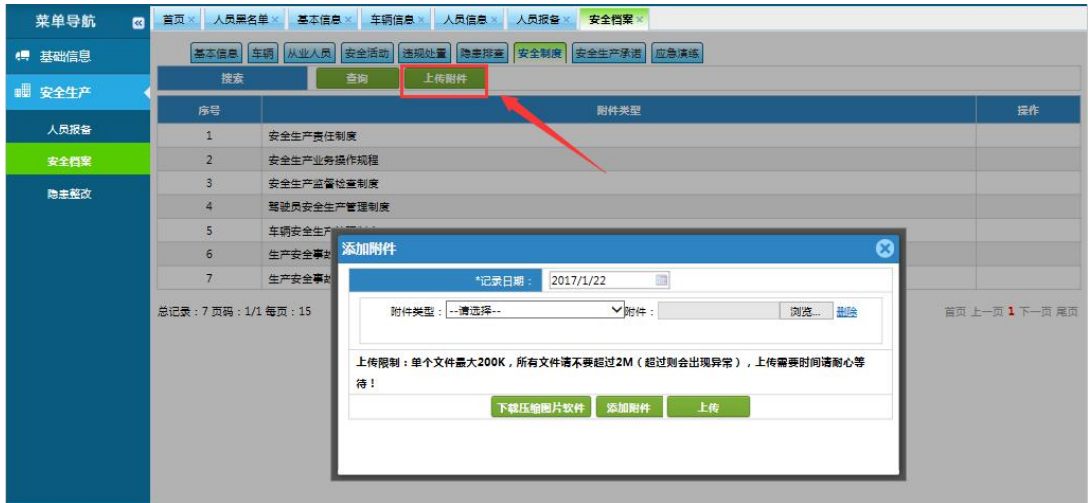 菜单导航
首页 人员黑名单 基本信息 车辆信息 人员信息 人员报备 安全档案
基础信息
安全生产
人员报备
安全档案
隐患整改
基本信息 车辆 从业人员 安全活动 违规处置 隐患排查 安全制度 安全生产承诺 应急演练
搜索 查询 上传附件
序号 附件类型 操作
1 安全生产责任制度
2 安全生产业务操作规程
3 安全生产监督检查制度
4 驾驶员安全生产管理制度
5 车辆安全生产
6 生产安全事故
7 生产安全事故
总记录：7 页码：1/1 每页：15
首页 上一页 1 下一页 尾页
添加附件
*记录日期： 2017/1/22
附件类型： --请选择-- 附件： 浏览... 删除
上传限制：单个文件最大200K，所有文件请不要超过2M（超过则会出现异常），上传需要时间请耐心等
待！
下载压缩图片软件 添加附件 上传